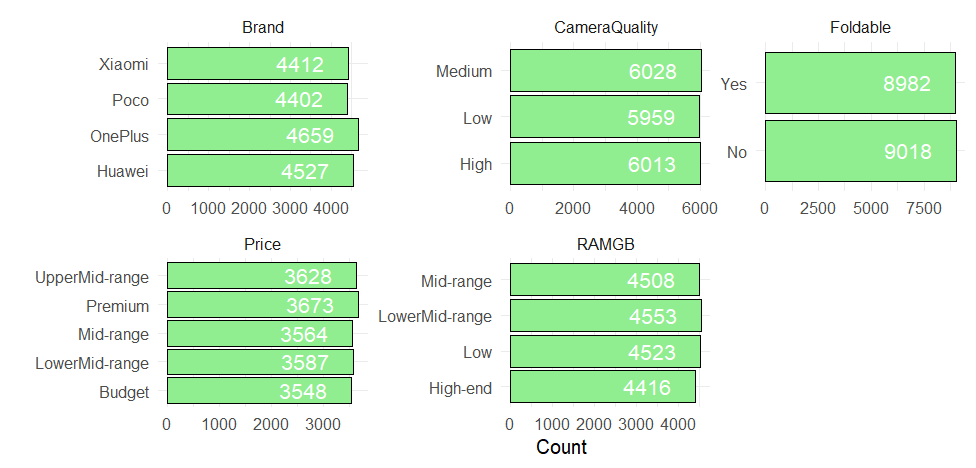 Brand
Xiaomi 4412
Poco 4402
OnePlus 4659
Huawei 4527
0 1000 2000 3000 4000
CameraQuality
Medium 6028
Low 5959
High 6013
0 2000 4000 6000
Foldable
Yes 8982
No 9018
0 2500 5000 7500
Price
UpperMid-range 3628
Premium 3673
Mid-range 3564
LowerMid-range 3587
Budget 3548
0 1000 2000 3000
RAMGB
Mid-range 4508
LowerMid-range 4553
Low 4523
High-end 4416
0 1000 2000 3000 4000
Count